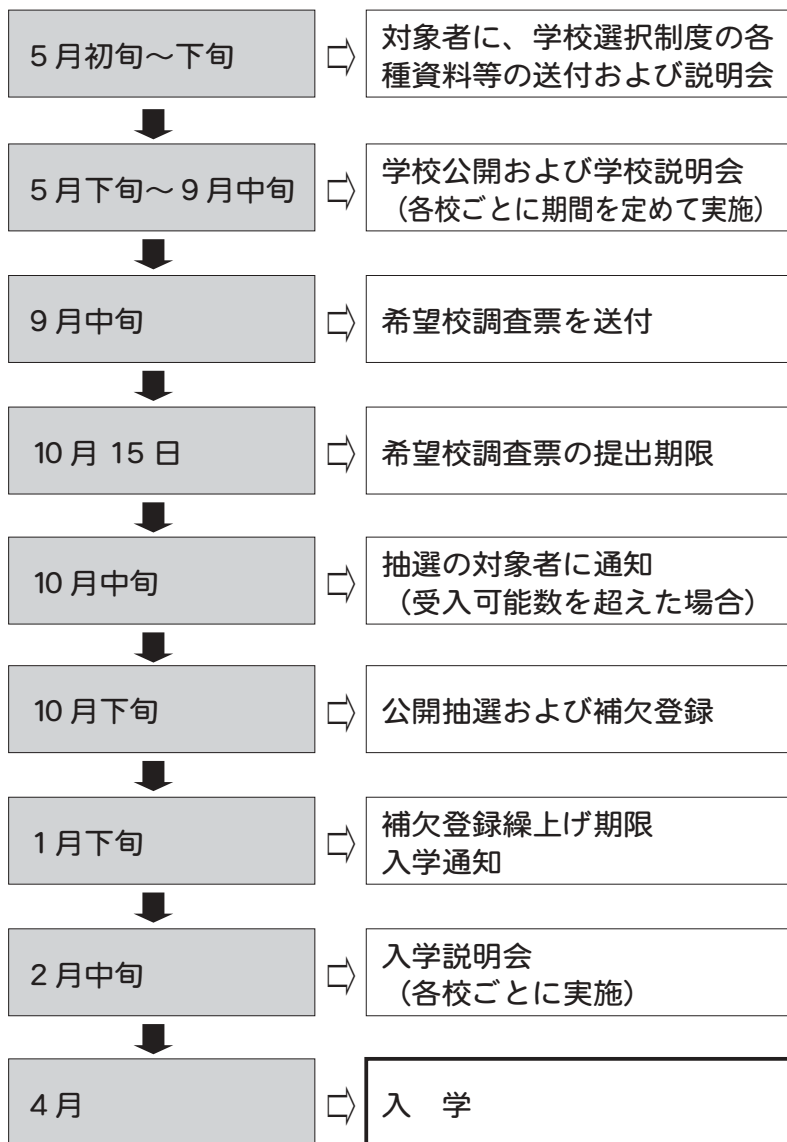 5月初旬～下旬
対象者に、学校選択制度の各
種資料等の送付および説明会
5月下旬～9月中旬
学校公開および学校説明会
（各校ごとに期間を定めて実施）
9月中旬
希望校調査票を送付
10月15日
希望校調査票の提出期限
10月中旬
抽選の対象者に通知
（受入可能数を超えた場合）
10月下旬
公開抽選および補欠登録
1月下旬
補欠登録繰上げ期限
入学通知
2月中旬
入学説明会
（各校ごとに実施）
4月
入　学